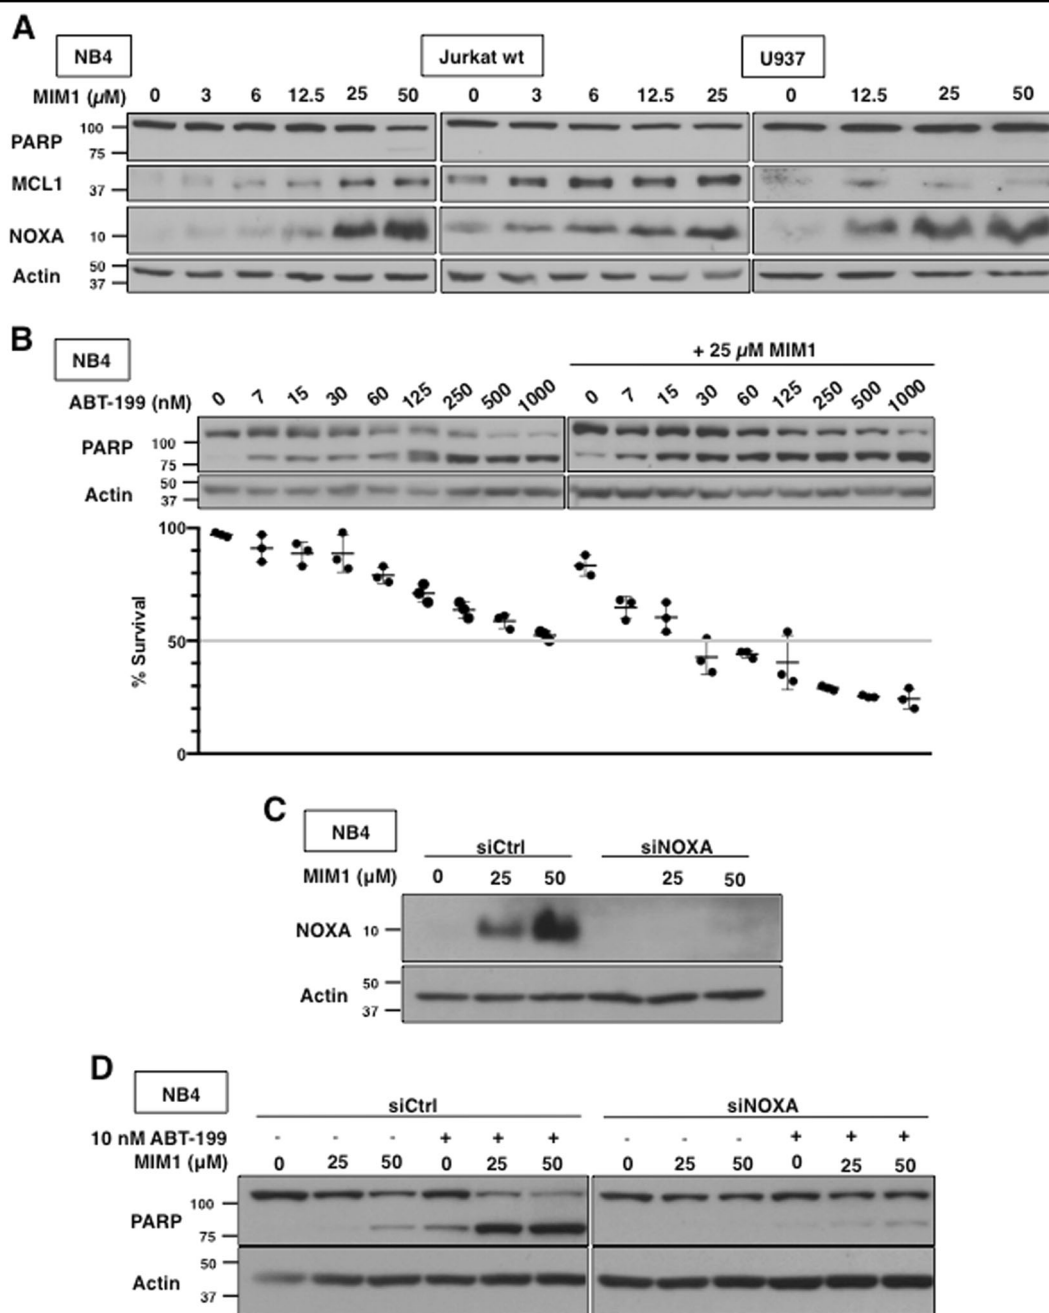 A
NB4 Jurkat wt U937
MIM1 (µM) 0 3 6 12.5 25 50 0 3 6 12.5 25 0 12.5 25 50
PARP 100
75
MCL1 37
NOXA 10
Actin 50
37
B
NB4
+ 25 µM MIM1
ABT-199 (nM) 0 7 15 30 60 125 250 500 1000 0 7 15 30 60 125 250 500 1000
PARP 100
75
Actin 50
37
100
50
0
% Survival
C
NB4
siCtrl siNOXA
MIM1 (µM) 0 25 50 25 50
NOXA 10
Actin 50
37
D
NB4
siCtrl siNOXA
10 nM ABT-199 - - - + + + - - - + + +
MIM1 (µM) 0 25 50 0 25 50 0 25 50 0 25 50
PARP 100
75
Actin 50
37